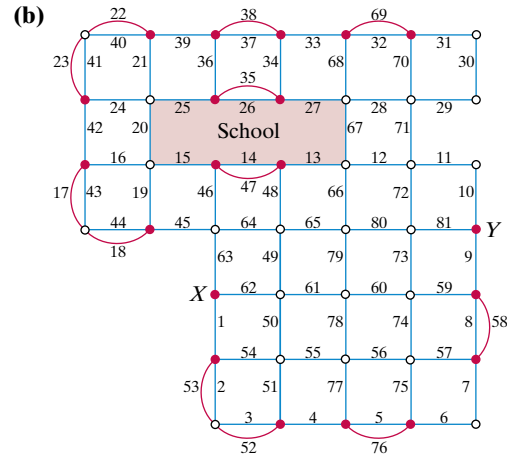 (b)
22 38 69
40 39 37 33 32 31
23 41 21 36 34 68 70 30
35
24 25 26 27 28 29
42 20 School 67 71
16 15 14 13 12 11
17 43 19 46 47 48 66 72 10
44 45 64 65 80 81 Y
18
63 49 79 73 9
X 62 61 60 59
1 50 78 74 8 58
54 55 56 57
53 2 51 77 75 7
3 4 5 6
52 76